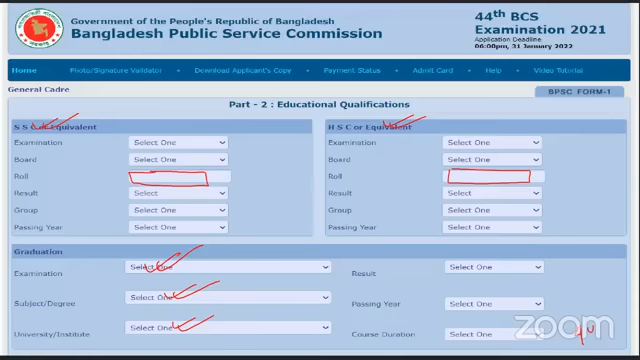 Government of the People's Republic of Bangladesh
Bangladesh Public Service Commission
44th BCS
Examination 2021
Application Deadline
06:00pm, 31 January 2022
Home Photo/Signature Validator Download Applicant's Copy Payment Status Admit Card Help Video Tutorial
General Cadre
BPSC FORM-1
Part - 2 : Educational Qualifications
S S C or Equivalent
Examination Select One
Board Select One
Roll
Result Select
Group Select One
Passing Year Select One
H S C or Equivalent
Examination Select One
Board Select One
Roll
Result Select
Group Select One
Passing Year Select One
Graduation
Examination Select One Result Select One
Subject/Degree Select One Passing Year Select One
University/Institute Select One Course Duration Select One
zoom